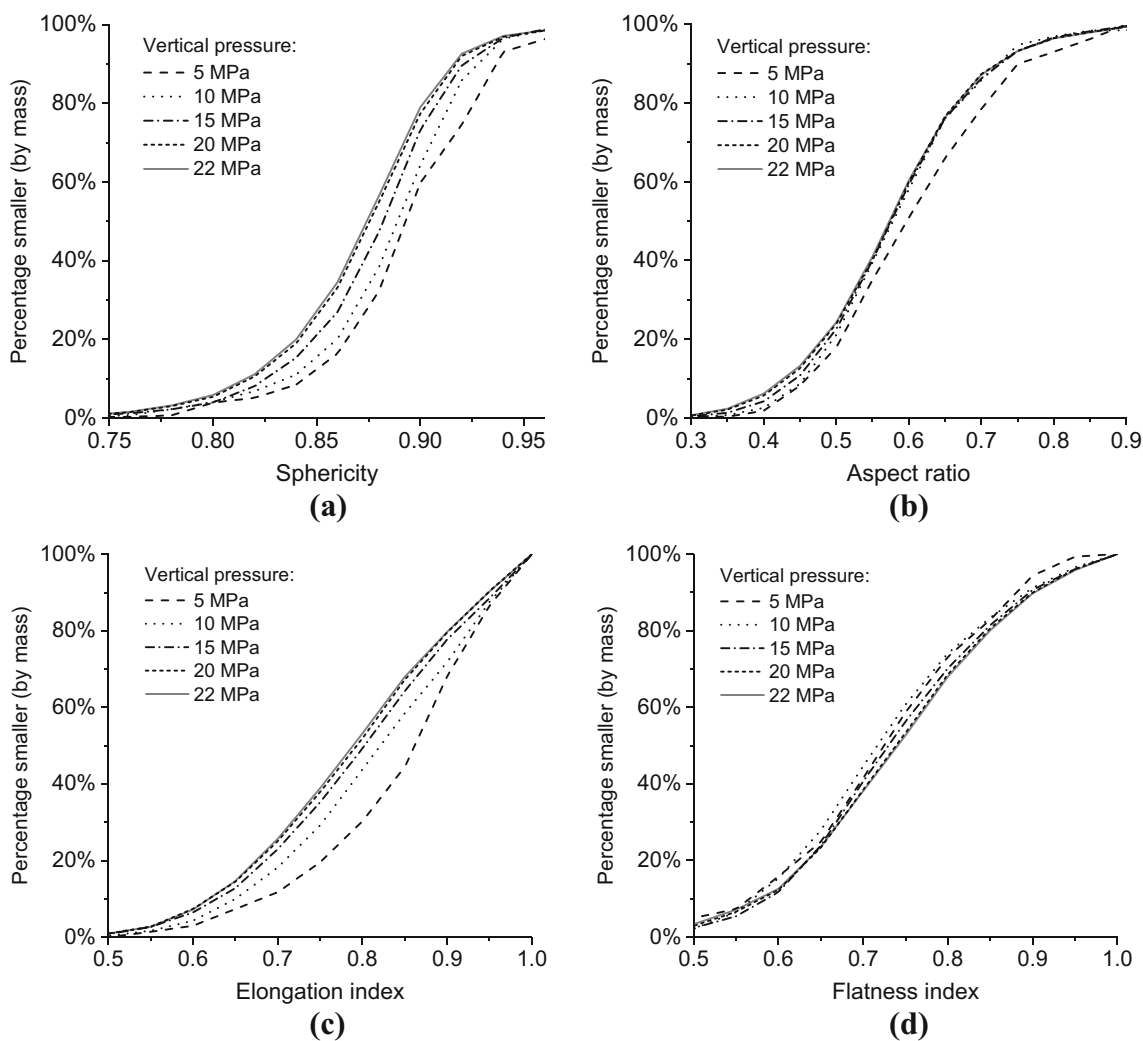 100%
80%
60%
40%
20%
0%
Percentage smaller (by mass)
Vertical pressure:
5 MPa
10 MPa
15 MPa
20 MPa
22 MPa
0.75 0.80 0.85 0.90 0.95
Sphericity
(a)
100%
80%
60%
40%
20%
0%
Percentage smaller (by mass)
Vertical pressure:
5 MPa
10 MPa
15 MPa
20 MPa
22 MPa
0.3 0.4 0.5 0.6 0.7 0.8 0.9
Aspect ratio
(b)
100%
80%
60%
40%
20%
0%
Percentage smaller (by mass)
Vertical pressure:
5 MPa
10 MPa
15 MPa
20 MPa
22 MPa
0.5 0.6 0.7 0.8 0.9 1.0
Elongation index
(c)
100%
80%
60%
40%
20%
0%
Percentage smaller (by mass)
Vertical pressure:
5 MPa
10 MPa
15 MPa
20 MPa
22 MPa
0.5 0.6 0.7 0.8 0.9 1.0
Flatness index
(d)